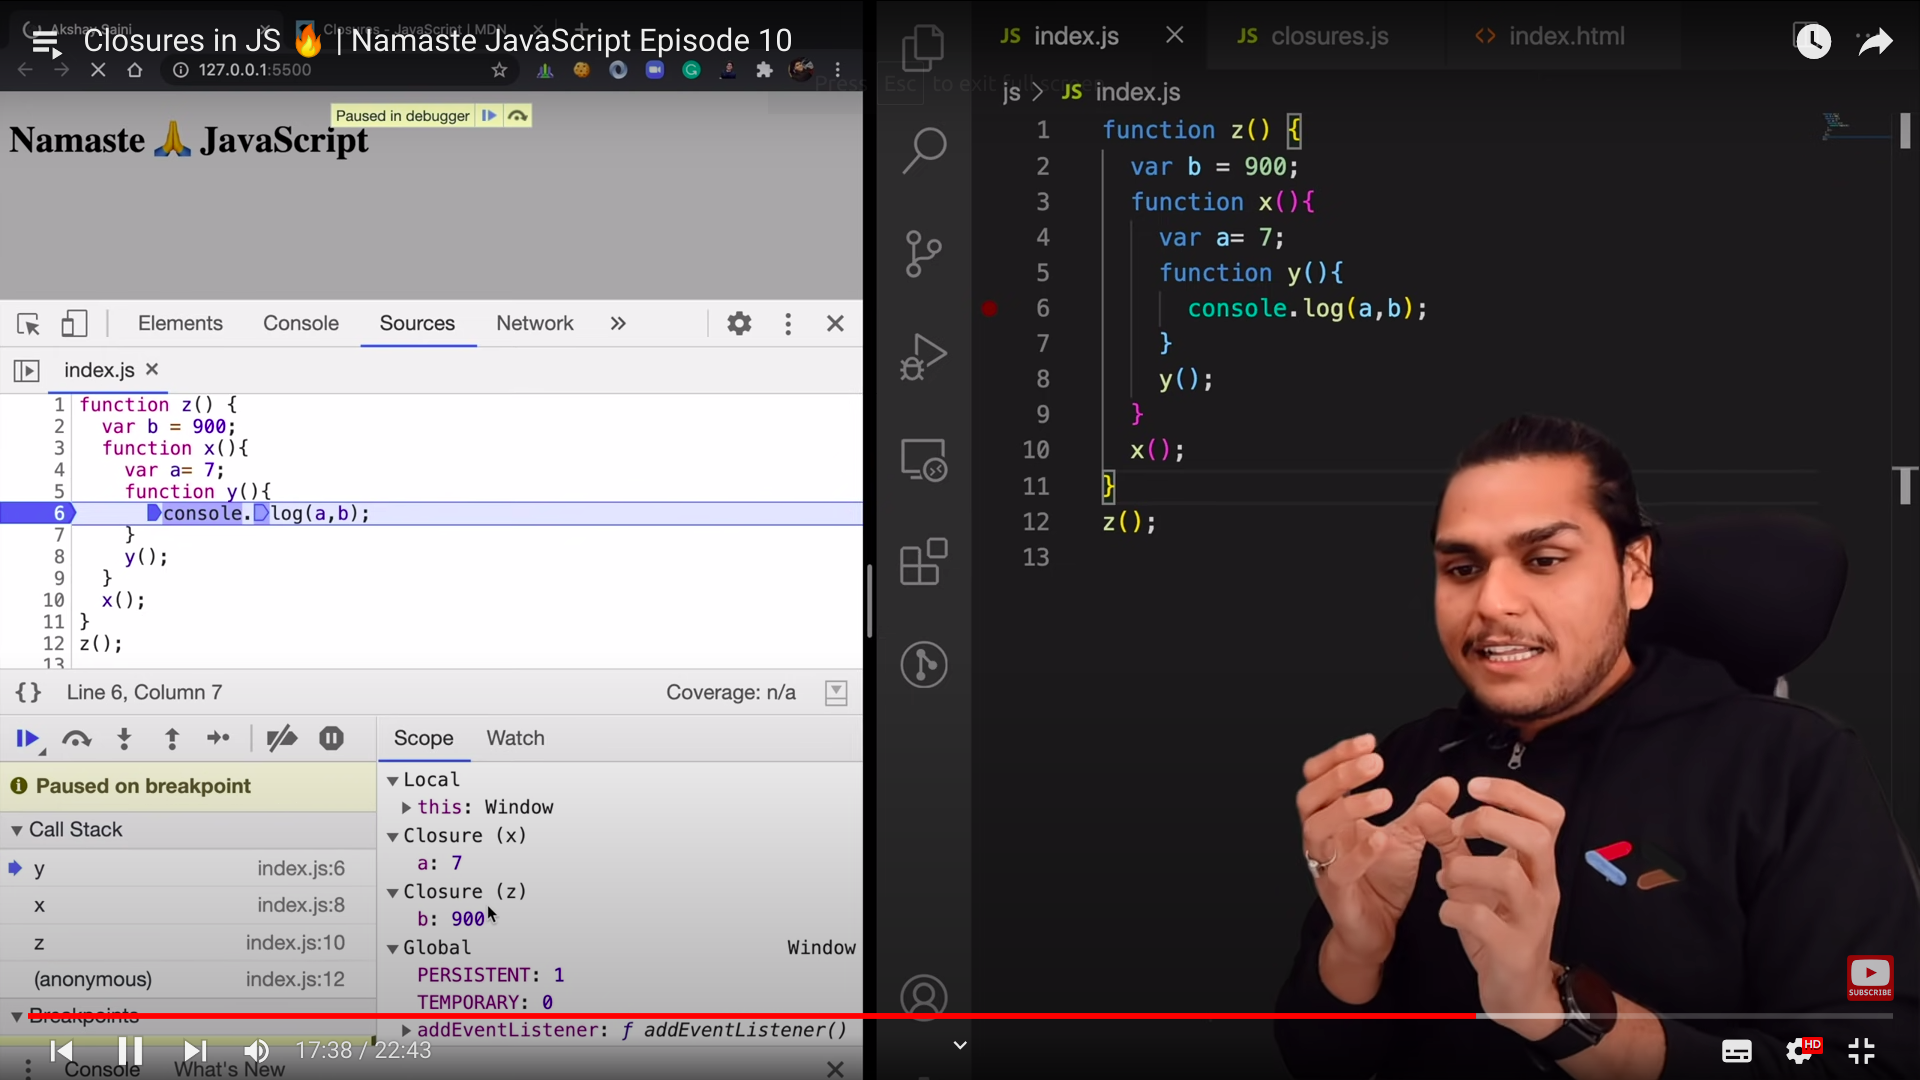 Akshay Saini
Closures - JavaScript | MDN
Closures in JS 🔥 | Namaste JavaScript Episode 10
127.0.0.1:5500
Paused in debugger
Namaste 🙏 JavaScript
Elements Console Sources Network »
index.js
1 function z() {
2 var b = 900;
3 function x(){
4 var a= 7;
5 function y(){
6 console.log(a,b);
7 }
8 y();
9 }
10 x();
11 }
12 z();
13
{} Line 6, Column 7 Coverage: n/a
Scope Watch
Paused on breakpoint
Call Stack
y index.js:6
x index.js:8
z index.js:10
(anonymous) index.js:12
Breakpoints
Local
this: Window
Closure (x)
a: 7
Closure (z)
b: 900
Global Window
PERSISTENT: 1
TEMPORARY: 0
addEventListener: ƒ addEventListener()
Console What's New
17:38 / 22:43
Press Esc to exit full screen
JS index.js JS closures.js <> index.html
js > JS index.js
1 function z() {
2 var b = 900;
3 function x(){
4 var a= 7;
5 function y(){
6 console.log(a,b);
7 }
8 y();
9 }
10 x();
11 }
12 z();
13
T
SUBSCRIBE
HD